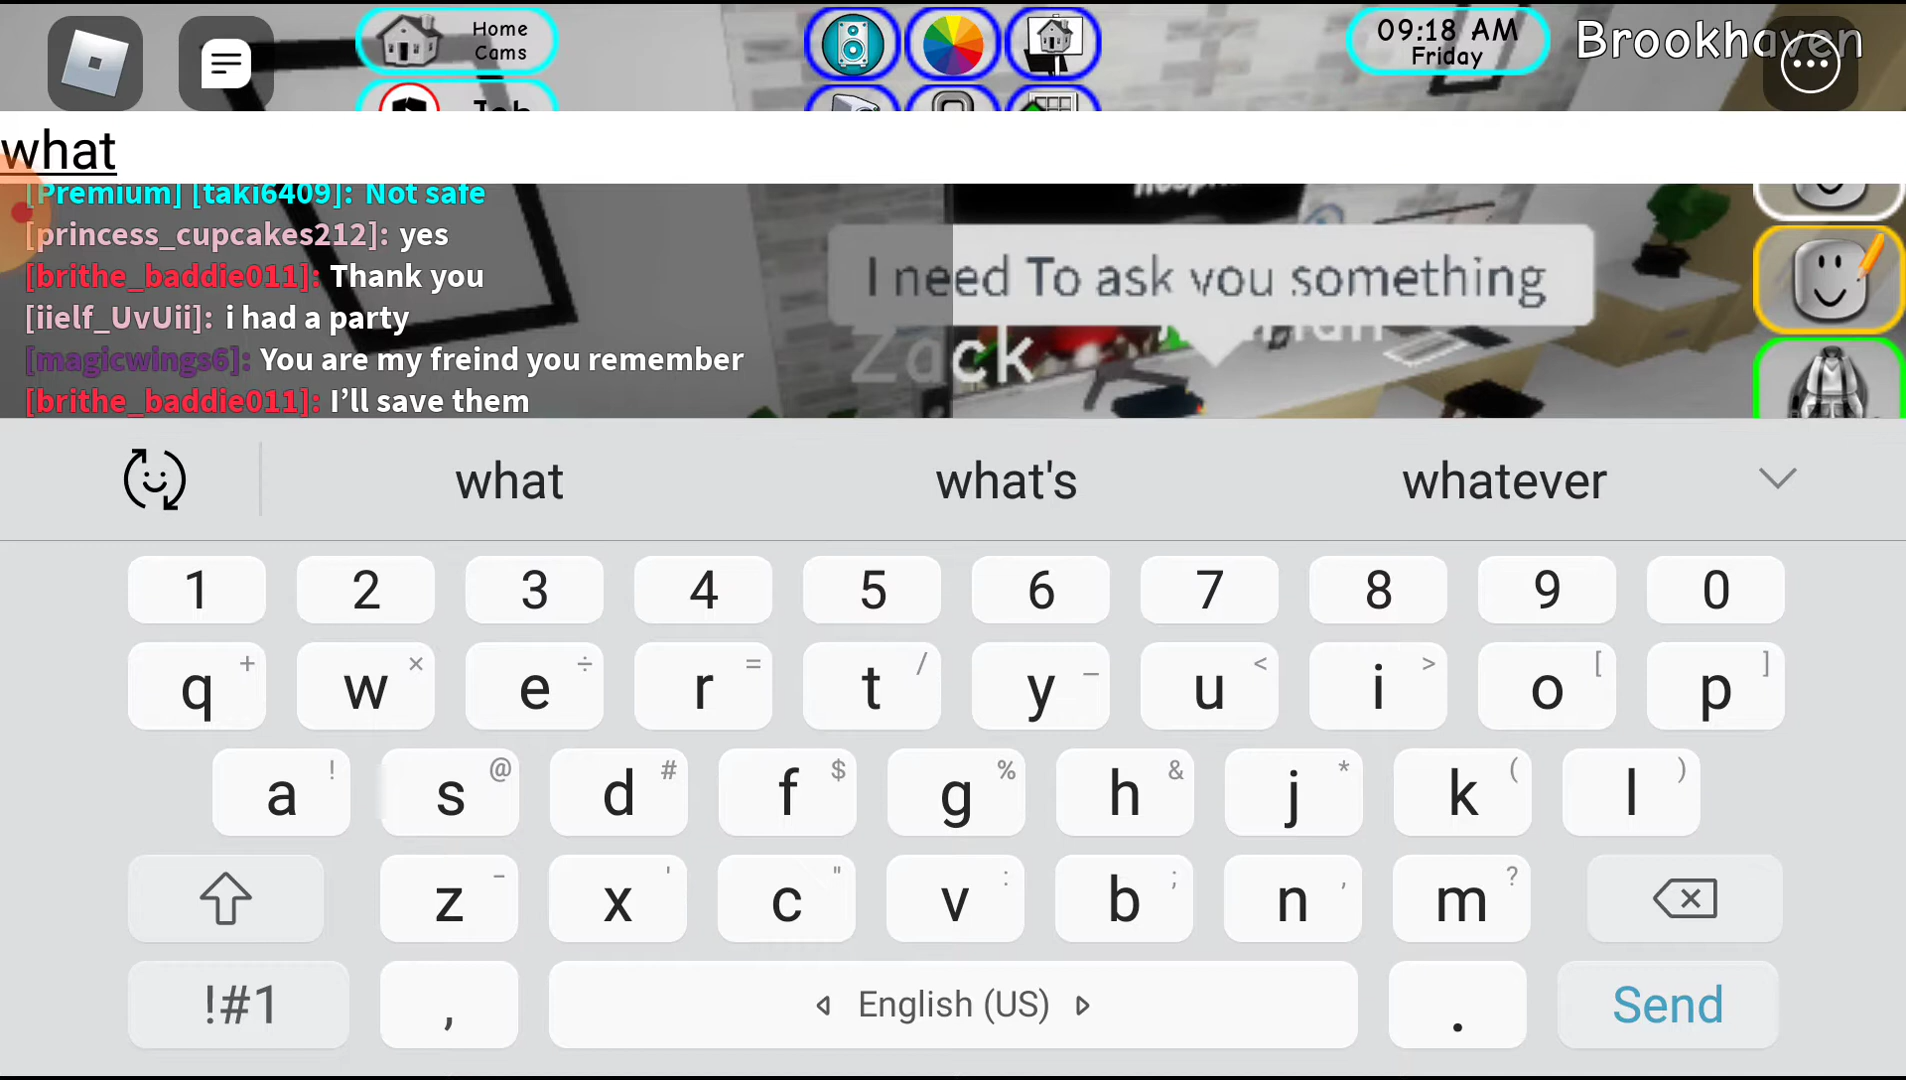 Home
Cams
09:18 AM
Friday
Brookhaven
what
[Premium] [taki6409]: Not safe
[princess_cupcakes212]: yes
[brithe_baddie011]: Thank you
[iielf_UvUii]: i had a party
[magicwings6]: You are my freind you remember
[brithe_baddie011]: I'll save them
I need To ask you something
Zack
what what's whatever
1 2 3 4 5 6 7 8 9 0
+ × ÷ = / _ < > [ ]
q w e r t y u i o p
! @ # $ % & * ( )
a s d f g h j k l
- ' " : ; , ?
z x c v b n m
!#1 , English (US) . Send